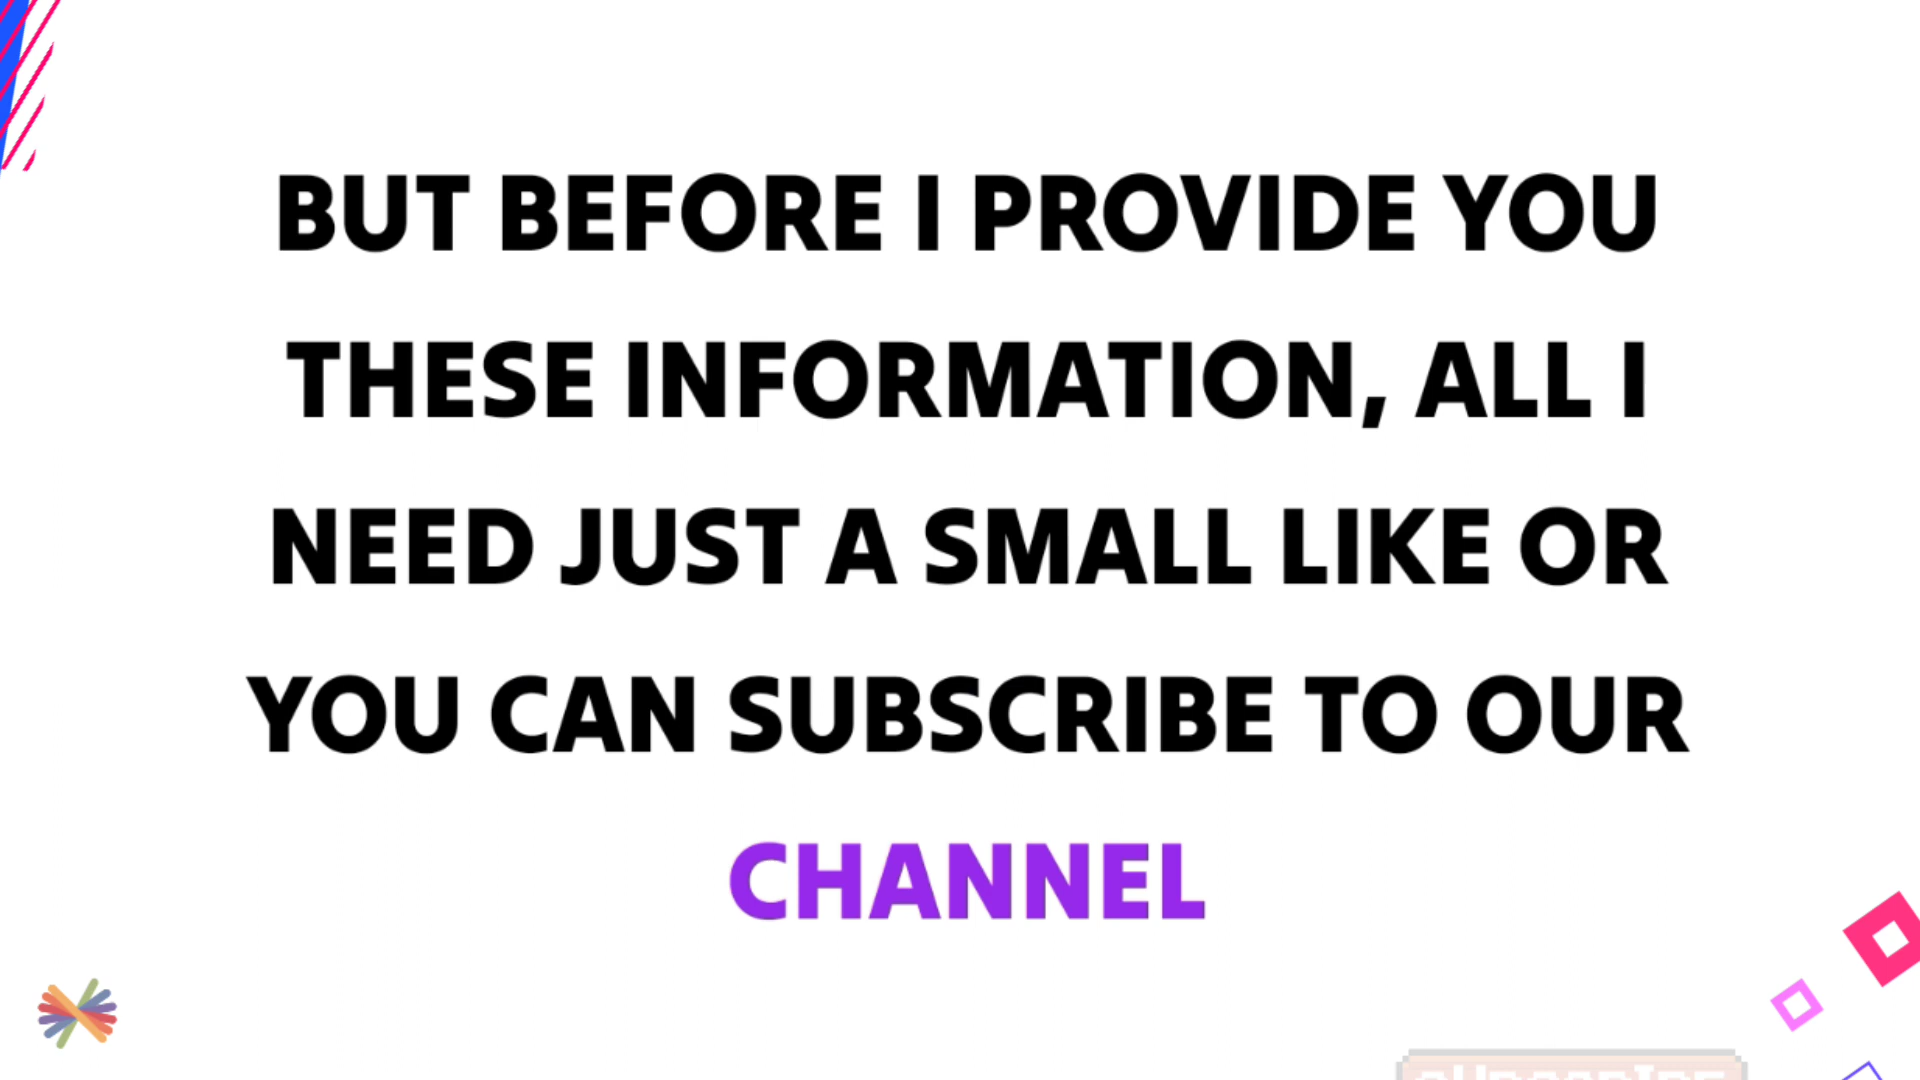 BUT BEFORE I PROVIDE YOU
THESE INFORMATION, ALL I
NEED JUST A SMALL LIKE OR
YOU CAN SUBSCRIBE TO OUR
CHANNEL